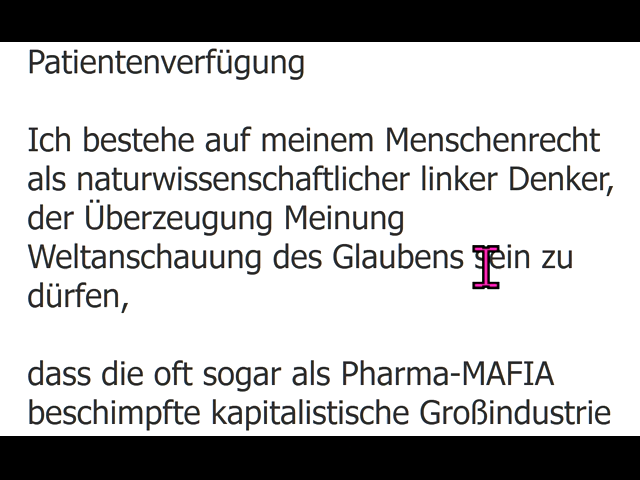 Patientenverfügung
Ich bestehe auf meinem Menschenrecht
als naturwissenschaftlicher linker Denker,
der Überzeugung Meinung
Weltanschauung des Glaubens sein zu
dürfen,
dass die oft sogar als Pharma-MAFIA
beschimpfte kapitalistische Großindustrie